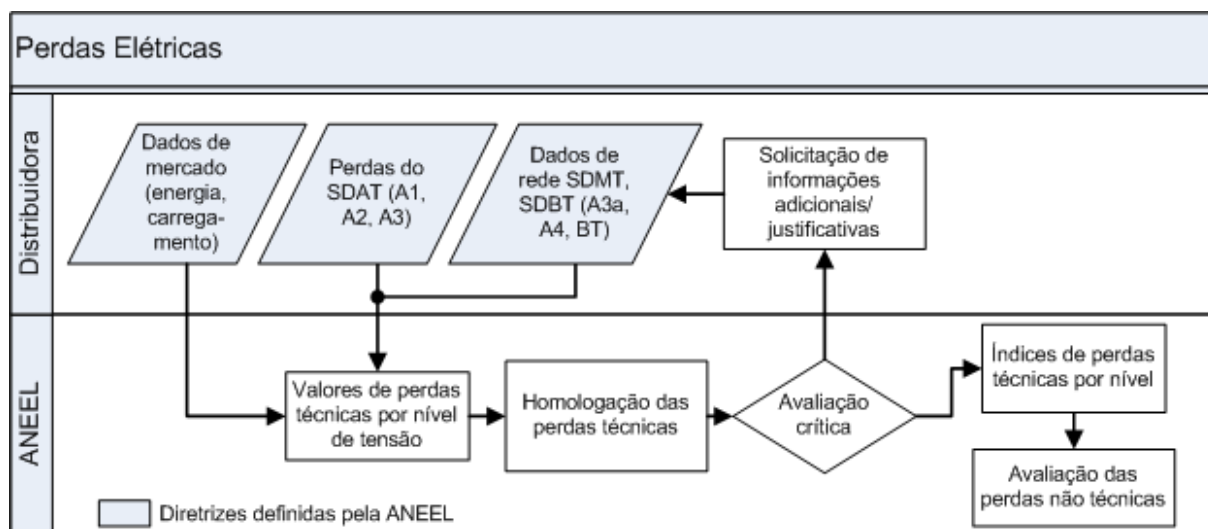 Perdas Elétricas
Distribuidora
Dados de
mercado
(energia,
carrega-
mento)
Perdas do
SDAT (A1,
A2, A3)
Dados de
rede SDMT,
SDBT (A3a,
A4, BT)
Solicitação de
informações
adicionais/
justificativas
ANEEL
Valores de perdas
técnicas por nível
de tensão
Homologação das
perdas técnicas
Avaliação
crítica
Índices de perdas
técnicas por nível
Avaliação das
perdas não técnicas
Diretrizes definidas pela ANEEL